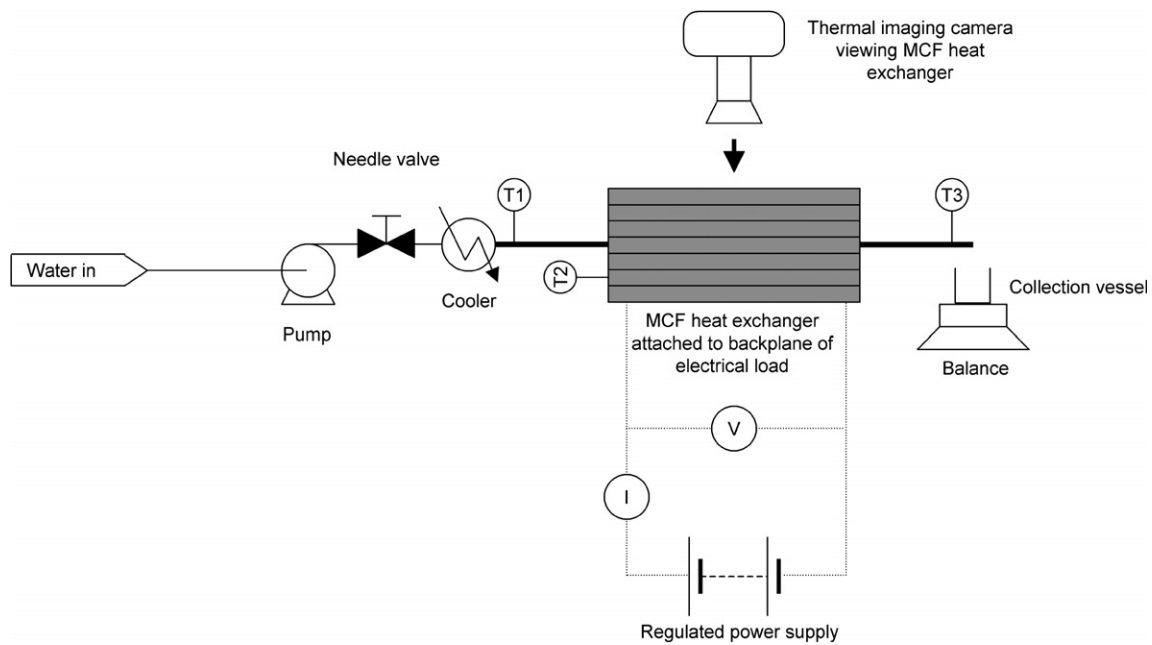 Thermal imaging camera
viewing MCF heat
exchanger
Needle valve
T1
T3
Water in
T2
Cooler
Pump
MCF heat exchanger
attached to backplane of
electrical load
Collection vessel
Balance
V
I
Regulated power supply